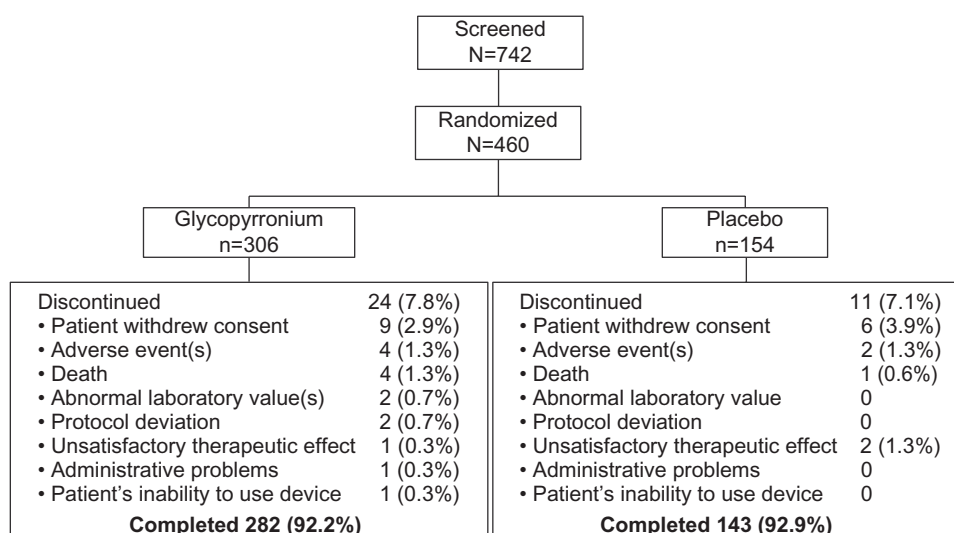 Screened
N=742
Randomized
N=460
Glycopyrronium
n=306
Discontinued 24 (7.8%)
• Patient withdrew consent 9 (2.9%)
• Adverse event(s) 4 (1.3%)
• Death 4 (1.3%)
• Abnormal laboratory value(s) 2 (0.7%)
• Protocol deviation 2 (0.7%)
• Unsatisfactory therapeutic effect 1 (0.3%)
• Administrative problems 1 (0.3%)
• Patient’s inability to use device 1 (0.3%)
Completed 282 (92.2%)
Placebo
n=154
Discontinued 11 (7.1%)
• Patient withdrew consent 6 (3.9%)
• Adverse event(s) 2 (1.3%)
• Death 1 (0.6%)
• Abnormal laboratory value 0
• Protocol deviation 0
• Unsatisfactory therapeutic effect 2 (1.3%)
• Administrative problems 0
• Patient’s inability to use device 0
Completed 143 (92.9%)